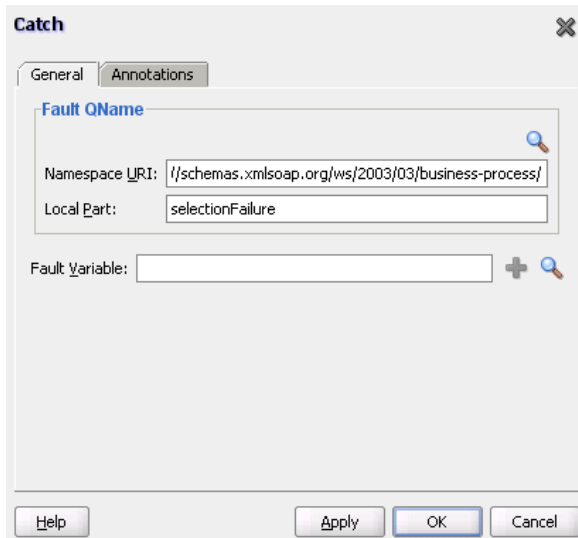 Catch
General Annotations
Fault QName
Namespace URI: //schemas.xmlsoap.org/ws/2003/03/business-process/
Local Part: selectionFailure
Fault Variable:
Help Apply OK Cancel